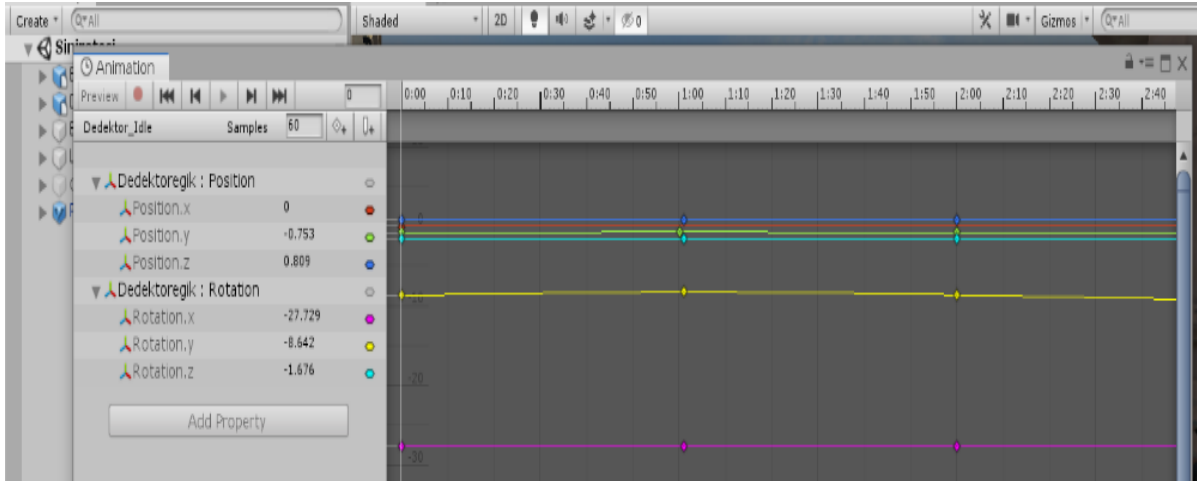 Create All Shaded 2D 0 Gizmos All
Animation
Preview 0 0:00 0:10 0:20 0:30 0:40 0:50 1:00 1:10 1:20 1:30 1:40 1:50 2:00 2:10 2:20 2:30 2:40
Dedektor_Idle Samples 60
Dedektoregik : Position
Position.x 0 0
Position.y -0.753
Position.z 0.809
Dedektoregik : Rotation
Rotation.x -27.729
Rotation.y -8.642
Rotation.z -1.676 -20
Add Property
-30